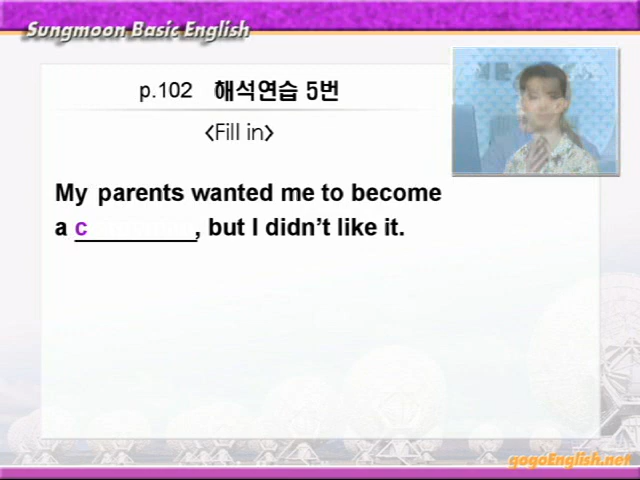 Sungmoon Basic English
p.102 해석연습 5번
<Fill in>
My parents wanted me to become
a c_________, but I didn't like it.
gogoEnglish.net